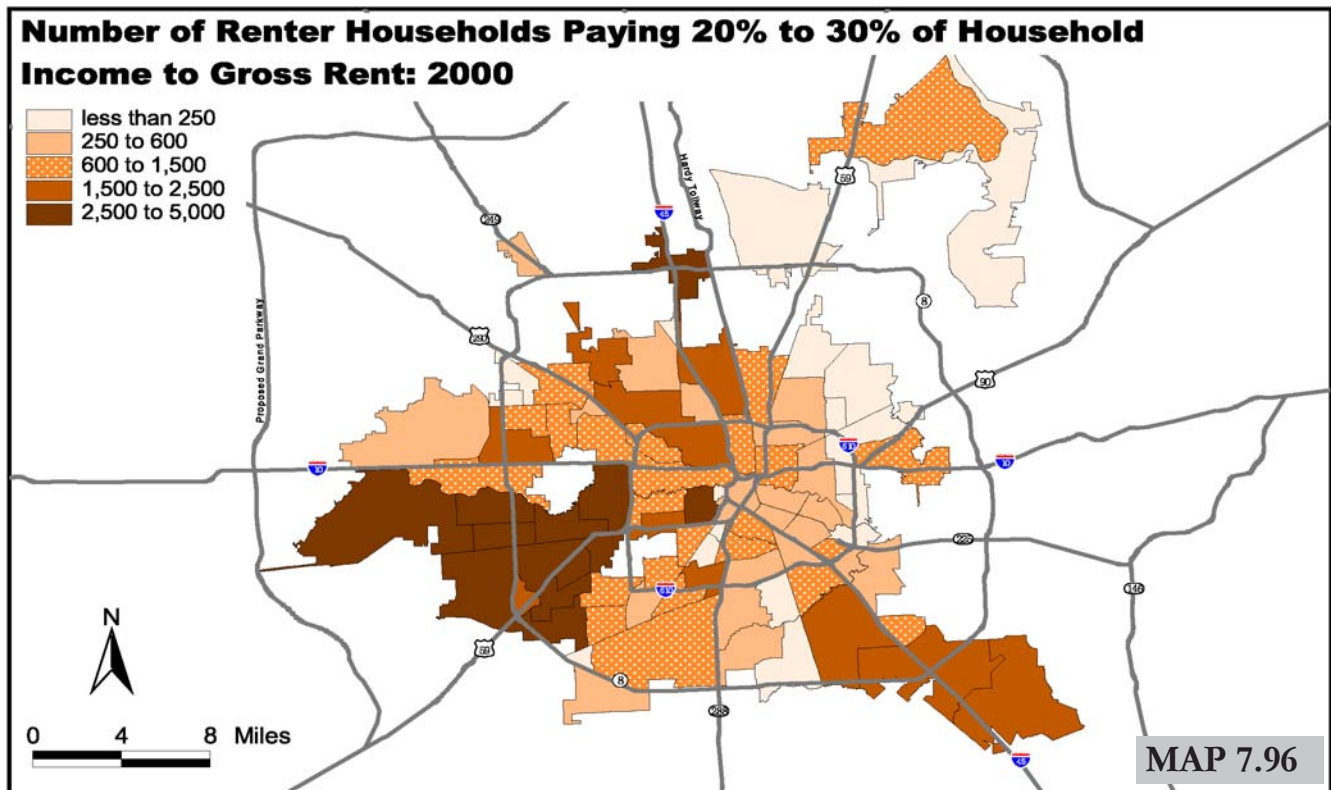 Number of Renter Households Paying 20% to 30% of Household
Income to Gross Rent: 2000
less than 250
250 to 600
600 to 1,500
1,500 to 2,500
2,500 to 5,000
Hardy Tollway
59
45
249
8
290
Proposed Grand Parkway
90
610
10
10
225
146
610
N
59
8
288
0 4 8 Miles
45
MAP 7.96